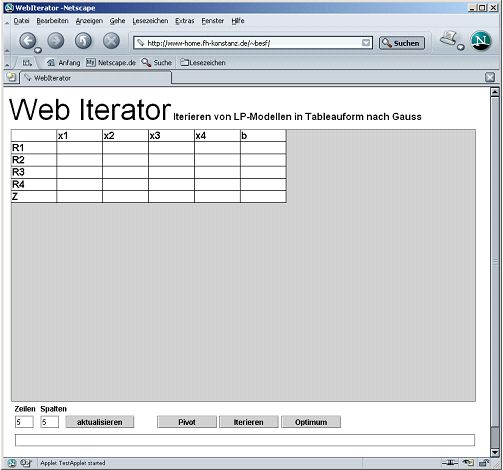 WebIterator -Netscape
Datei Bearbeiten Anzeigen Gehe Lesezeichen Extras Fenster Hilfe
http://www-home.fh-konstanz.de/~besf/ Suchen
Anfang Netscape.de Suche Lesezeichen
WebIterator
Web Iterator Iterieren von LP-Modellen in Tableauform nach Gauss
x1 x2 x3 x4 b
R1
R2
R3
R4
Z
Zeilen Spalten
5 5 aktualisieren Pivot Iterieren Optimum
Applet TestApplet started